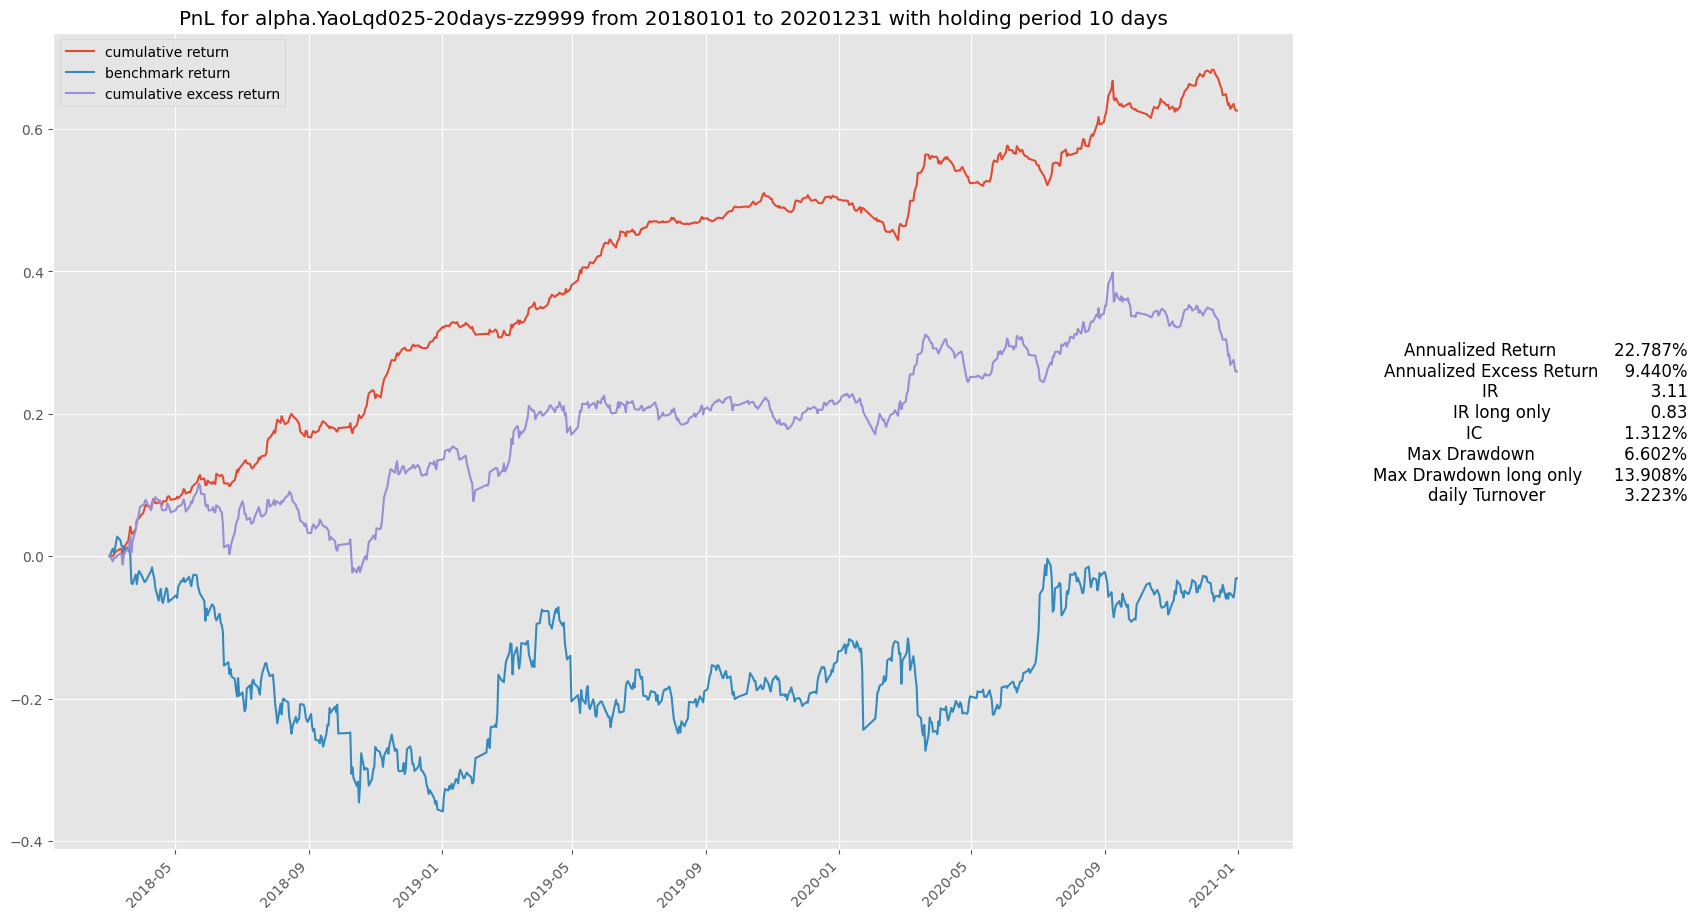 PnL for alpha.YaoLqd025-20days-zz9999 from 20180101 to 20201231 with holding period 10 days
cumulative return
benchmark return
cumulative excess return
0.6
0.4
0.2
0.0
−0.2
−0.4
2018-05
2018-09
2019-01
2019-05
2019-09
2020-01
2020-05
2020-09
2021-01
Annualized Return 22.787%
Annualized Excess Return 9.440%
IR 3.11
IR long only 0.83
IC 1.312%
Max Drawdown 6.602%
Max Drawdown long only 13.908%
daily Turnover 3.223%